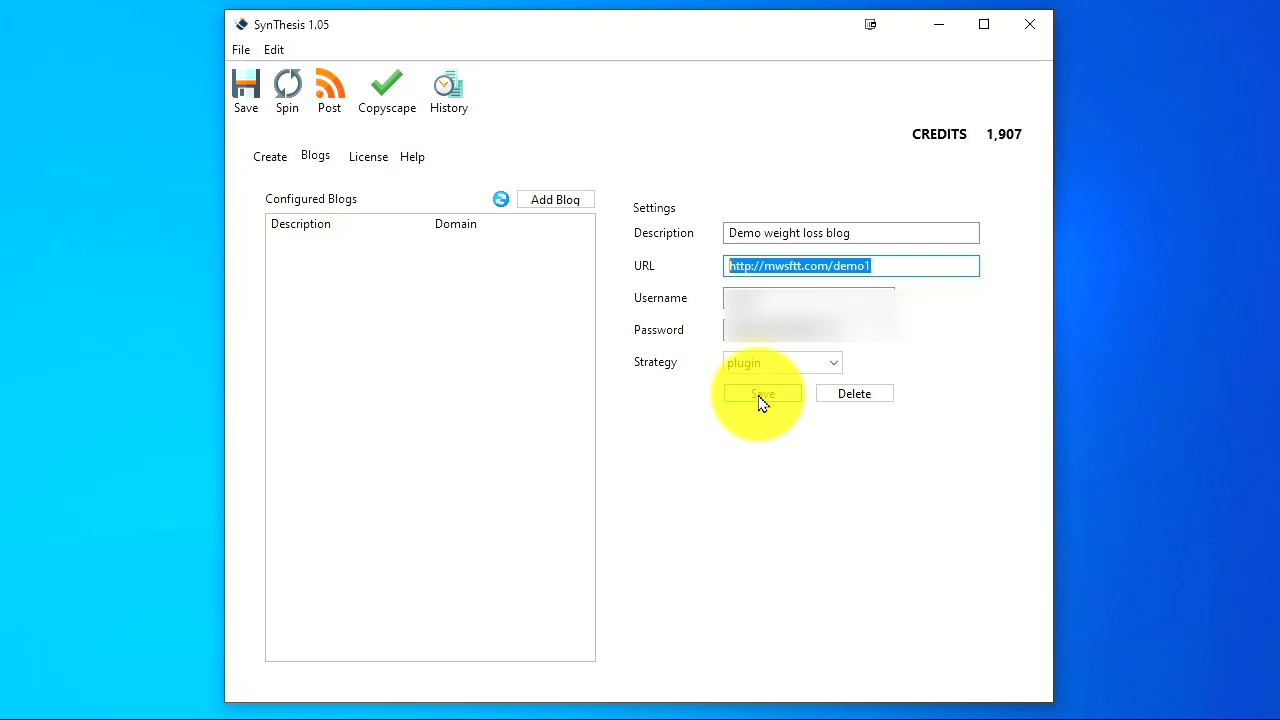 SynThesis 1.05
File Edit
Save Spin Post Copyscape History
CREDITS 1,907
Create Blogs License Help
Configured Blogs Add Blog
Description Domain
Settings
Description Demo weight loss blog
URL http://mwsftt.com/demo1
Username
Password
Strategy plugin
Save Delete